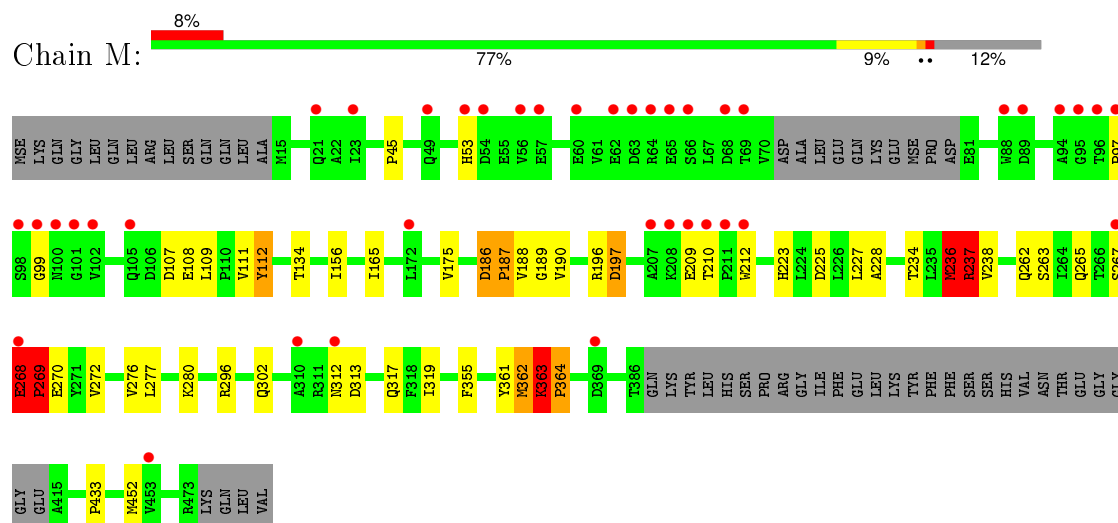 8%
Chain M:
77% 9% •• 12%
MSE LYS GLN GLN GLY LEU GLN LEU ARG LEU SER GLN GLN LEU ALA M15 Q21 A22 I23 P45 Q49 H53 D54 E55 V56 E57 E60 V61 E62 D63 R64 E65 S66 L67 D68 T69 V70 ASP ALA LEU GLU GLN LYS GLU MSE PRO ASP E81 W88 D89 A94 G95 T96 P97
S98 G99 N100 G101 V102 Q105 D106 D107 E108 L109 P110 V111 Y112 T134 I156 I165 L172 V175 D186 P187 V188 G189 V190 R196 D197 A207 K208 E209 T210 P211 W212 H223 L224 D225 L226 L227 A228 T234 L235 M236 R237 V238 Q262 S263 I264 Q265 T266 S267
E268 P269 E270 Y271 V272 V276 L277 K280 R296 Q302 A310 R311 N312 D313 Q317 F318 I319 F355 Y361 M362 K363 P364 D369 T386 GLN LYS TYR LEU HIS SER PRO ARG GLY ILE PHE GLU LEU LYS TYR PHE PHE SER SER HIS VAL ASN THR GLU GLY GLY
GLY GLU A415 P433 M452 V453 R473 LYS GLN LEU VAL